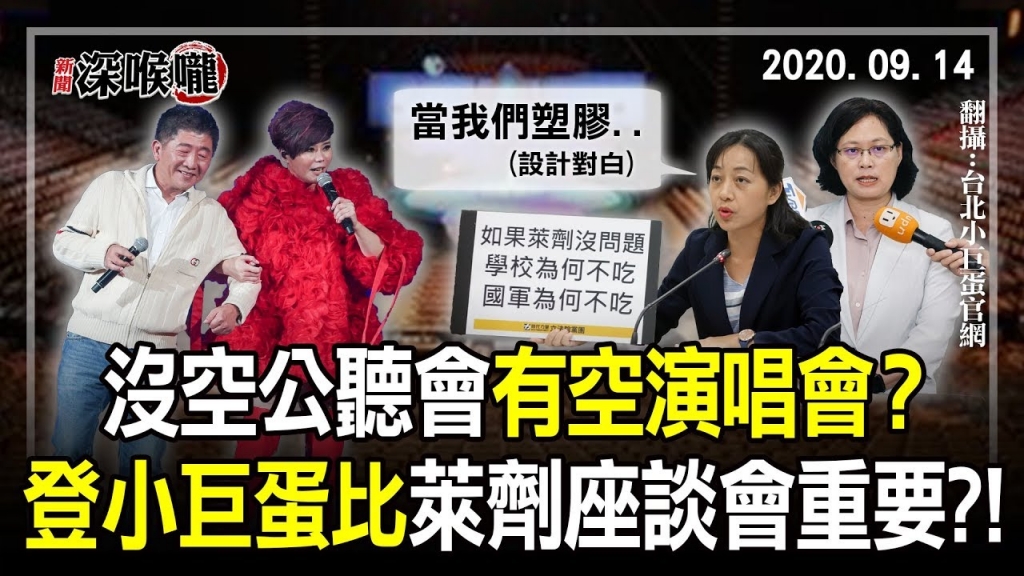 新聞深喉嚨
2020. 09. 14
當我們塑膠..
(設計對白)
如果萊劑沒問題
學校為何不吃
國軍為何不吃
翻攝:台北小巨蛋官網
沒空公聽會有空演唱會?
登小巨蛋比萊劑座談會重要?!